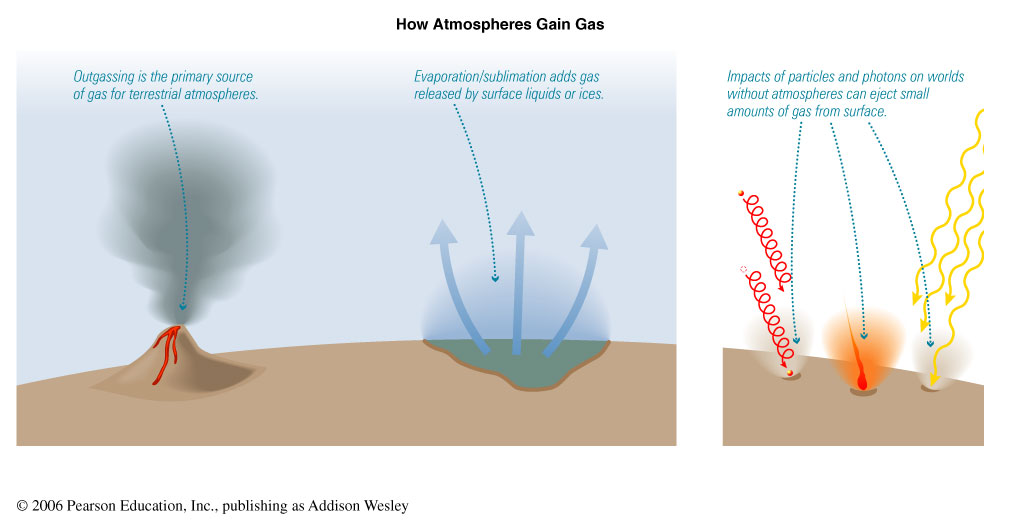 How Atmospheres Gain Gas
Outgassing is the primary source
of gas for terrestrial atmospheres.
Evaporation/sublimation adds gas
released by surface liquids or ices.
Impacts of particles and photons on worlds
without atmospheres can eject small
amounts of gas from surface.
© 2006 Pearson Education, Inc., publishing as Addison Wesley